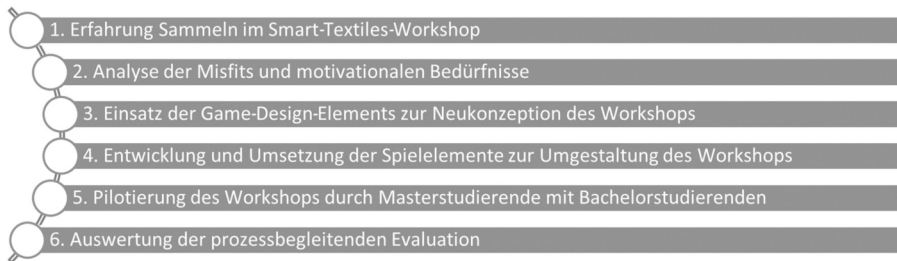 1. Erfahrung Sammeln im Smart-Textiles-Workshop
2. Analyse der Misfits und motivationalen Bedürfnisse
3. Einsatz der Game-Design-Elements zur Neukonzeption des Workshops
4. Entwicklung und Umsetzung der Spielelemente zur Umgestaltung des Workshops
5. Pilotierung des Workshops durch Masterstudierende mit Bachelorstudierenden
6. Auswertung der prozessbegleitenden Evaluation